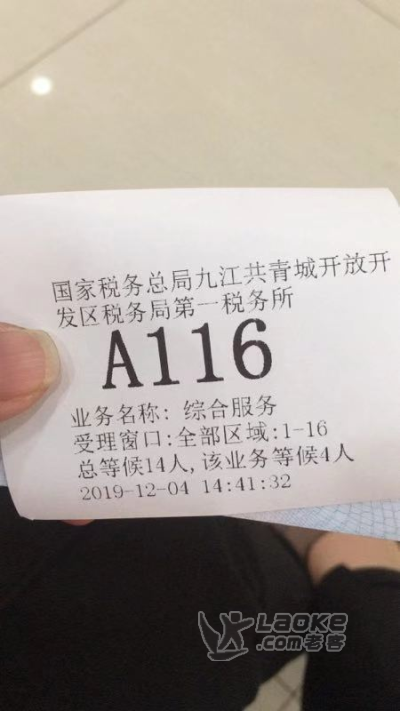 国家税务总局九江共青城开放开
发区税务局第一税务所
A116
业务名称: 综合服务
受理窗口:全部区域:1-16
总等候14人,该业务等候4人
2019-12-04 14:41:32
LAOKE
.com老客